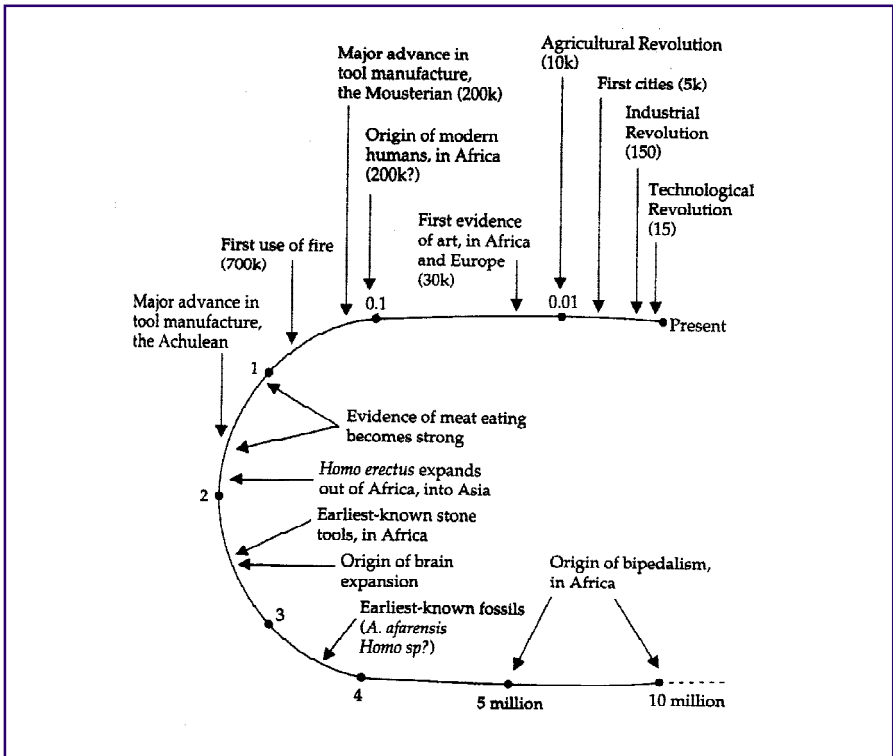 Major advance in
tool manufacture,
the Mousterian (200k)
Agricultural Revolution
(10k)
First cities (5k)
Industrial
Revolution
(150)
Origin of modern
humans, in Africa
(200k?)
Technological
Revolution
(15)
First evidence
of art, in Africa
and Europe
(30k)
First use of fire
(700k)
Major advance in
tool manufacture,
the Achulean
0.1
0.01
Present
1
Evidence of meat eating
becomes strong
Homo erectus expands
out of Africa, into Asia
2
Earliest-known stone
tools, in Africa
Origin of brain
expansion
Origin of bipedalism,
in Africa
3
Earliest-known fossils
(A. afarensis
Homo sp?)
4
5 million
10 million